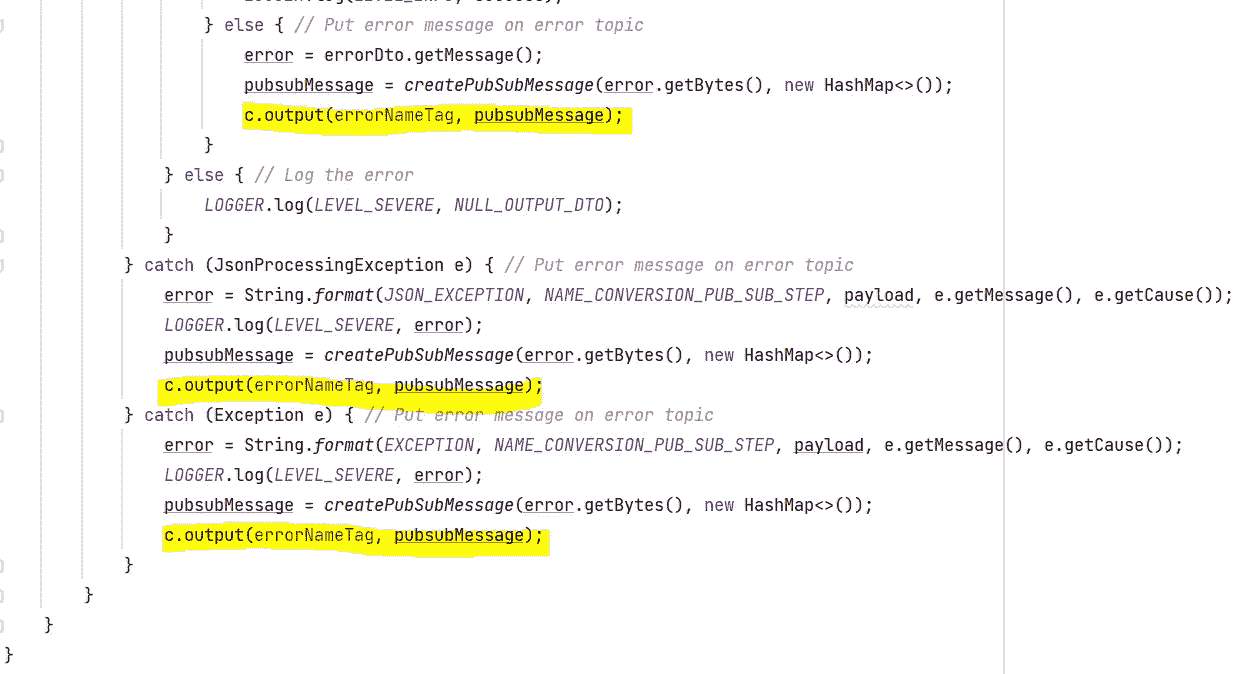 } else { // Put error message on error topic
error = errorDto.getMessage();
pubsubMessage = createPubSubMessage(error.getBytes(), new HashMap<>());
c.output(errorNameTag, pubsubMessage);
}
} else { // Log the error
LOGGER.log(LEVEL_SEVERE, NULL_OUTPUT_DTO);
}
} catch (JsonProcessingException e) { // Put error message on error topic
error = String.format(JSON_EXCEPTION, NAME_CONVERSION_PUB_SUB_STEP, payload, e.getMessage(), e.getCause());
LOGGER.log(LEVEL_SEVERE, error);
pubsubMessage = createPubSubMessage(error.getBytes(), new HashMap<>());
c.output(errorNameTag, pubsubMessage);
} catch (Exception e) { // Put error message on error topic
error = String.format(EXCEPTION, NAME_CONVERSION_PUB_SUB_STEP, payload, e.getMessage(), e.getCause());
LOGGER.log(LEVEL_SEVERE, error);
pubsubMessage = createPubSubMessage(error.getBytes(), new HashMap<>());
c.output(errorNameTag, pubsubMessage);
}
}
}
}